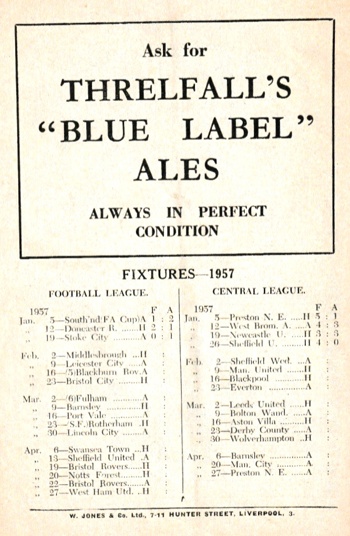 Ask for
THRELFALL'S
“BLUE LABEL”
ALES
ALWAYS IN PERFECT
CONDITION
FIXTURES—1957
FOOTBALL LEAGUE.
1957 F A
Jan. 5—South'nd(FA Cup)A 1 : 2
„ 12—Doncaster R. ......H 2 : 1
„ 19—Stoke City ......A 0 : 1
Feb. 2—Middlesbrough ...H :
„ 9—Leicester City ...A :
„ 16—(5)Blackburn Rov.A :
„ 23—Bristol City ......H :
Mar. 2—(6)Fulham .........A :
„ 9—Barnsley .........H :
„ 16—Port Vale .........A :
„ 23—S.F./Rotherham .H :
„ 30—Lincoln City ......A :
Apr. 6—Swansea Town ...H :
„ 13—Sheffield United .A :
„ 19—Bristol Rovers.....H :
„ 20—Notts Forest.......H :
„ 22—Bristol Rovers.....A :
„ 27—West Ham Utd. ..H :
CENTRAL LEAGUE.
1957 F A
Jan. 5—Preston N. E. .....H 5 : 1
„ 12—West Brom. A. .....A 4 : 3
„ 19—Newcastle U. ......H 3 :
„ 26—Sheffield U. .......H 4 : 0
Feb. 2—Sheffield Wed. ...A :
„ 9—Man. United ......H :
„ 16—Blackpool .........H :
„ 23—Everton ............A :
Mar. 2—Leeds United ......H :
„ 9—Bolton Wand. .....A :
„ 16—Aston Villa .......H :
„ 23—Derby County .....A :
„ 30—Wolverhampton ..H :
Apr. 6—Barnsley ............A :
„ 20—Man. City .........A :
„ 27—Preston N. E. .....A :
W. JONES & Co. Ltd., 7-11 HUNTER STREET, LIVERPOOL, 3.